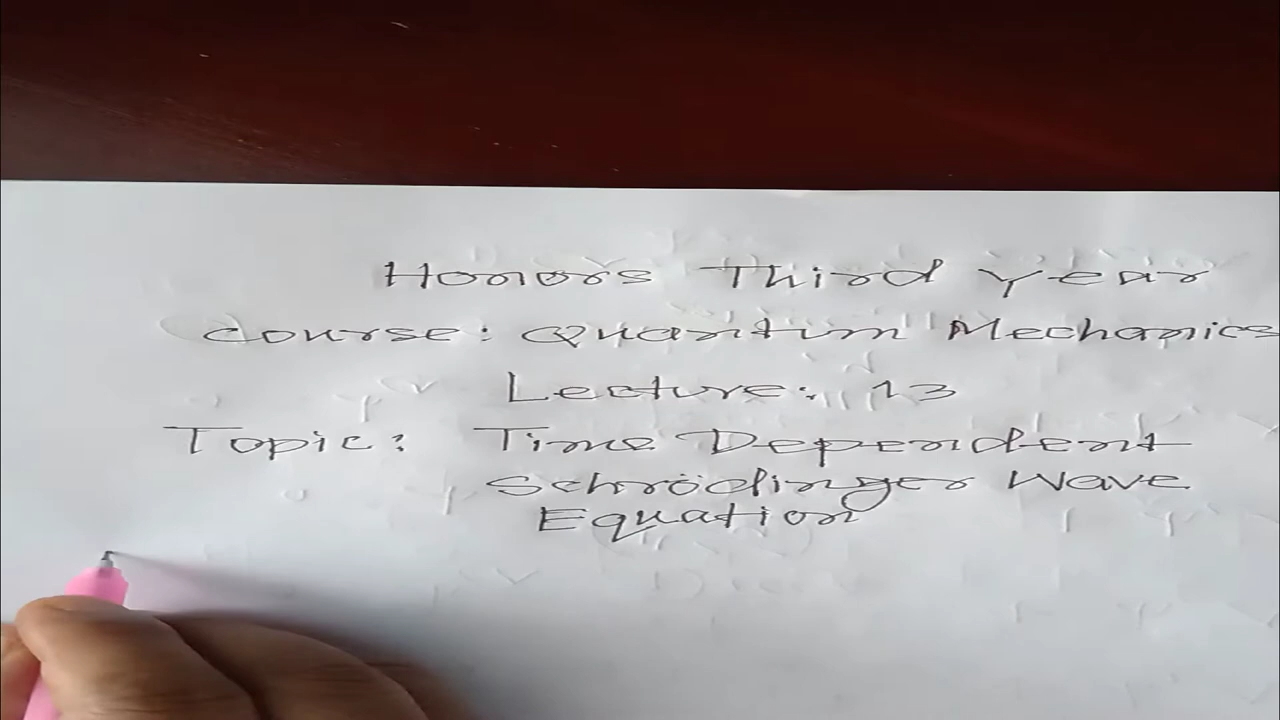 Honors Third Year
Course: Quantum Mechanics
Lecture: 13
Topic: Time Dependent
Schrödinger Wave
Equation